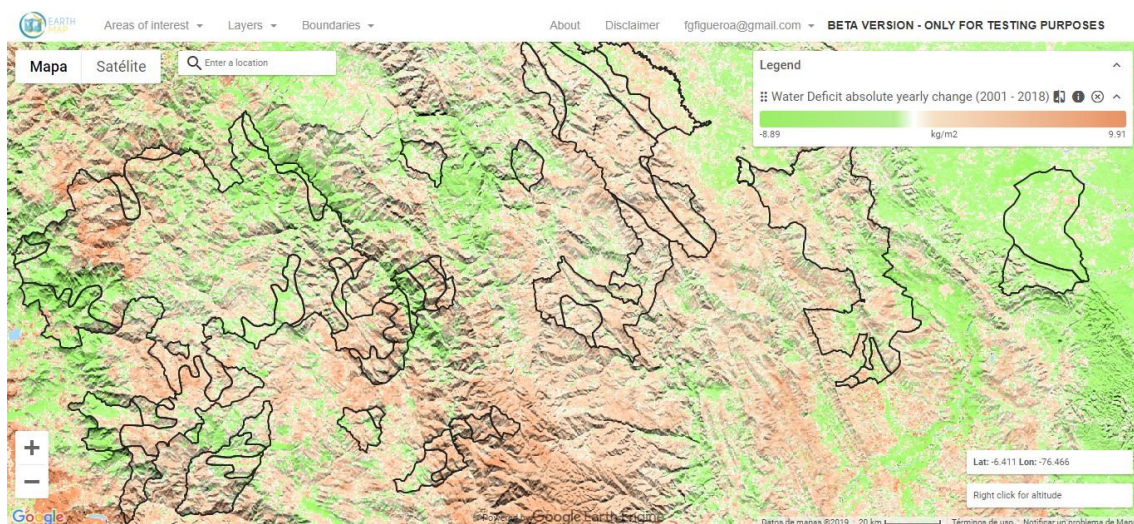 EARTH
MAP
Areas of interest
Layers
Boundaries
About
Disclaimer
fgfigueroa@gmail.com
BETA VERSION - ONLY FOR TESTING PURPOSES
Mapa
Satélite
Enter a location
Legend
Water Deficit absolute yearly change (2001 - 2018)
-8.89
kg/m2
9.91
+
−
Lat: -6.411 Lon: -76.466
Right click for altitude
Google
Powered by Google Earth Engine
Datos de mapas ©2019
20 km
Términos de uso
Notificar un problema de Maps